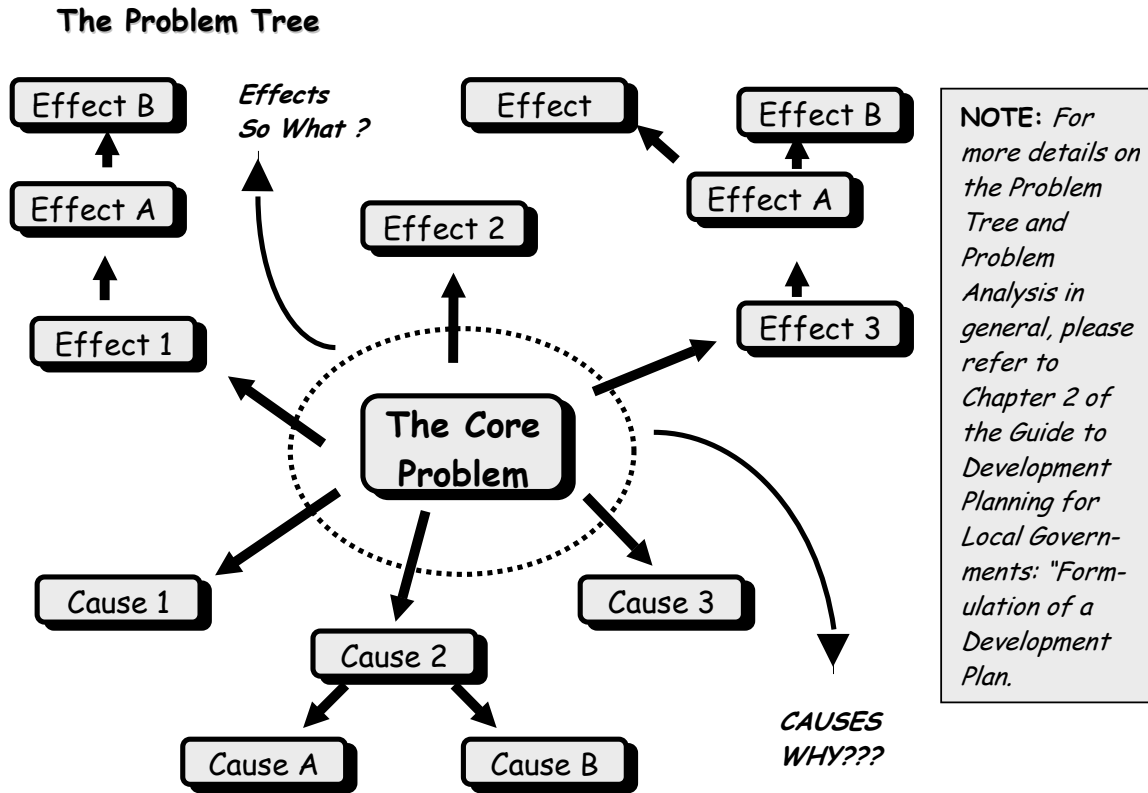 The Problem Tree
Effect B
Effects
So What ?
Effect
Effect B
Effect A
Effect A
Effect 2
Effect 1
Effect 3
The Core
Problem
Cause 1
Cause 3
Cause 2
Cause A
Cause B
CAUSES
WHY???
NOTE: For
more details on
the Problem
Tree and
Problem
Analysis in
general, please
refer to
Chapter 2 of
the Guide to
Development
Planning for
Local Govern-
ments: "Form-
ulation of a
Development
Plan.